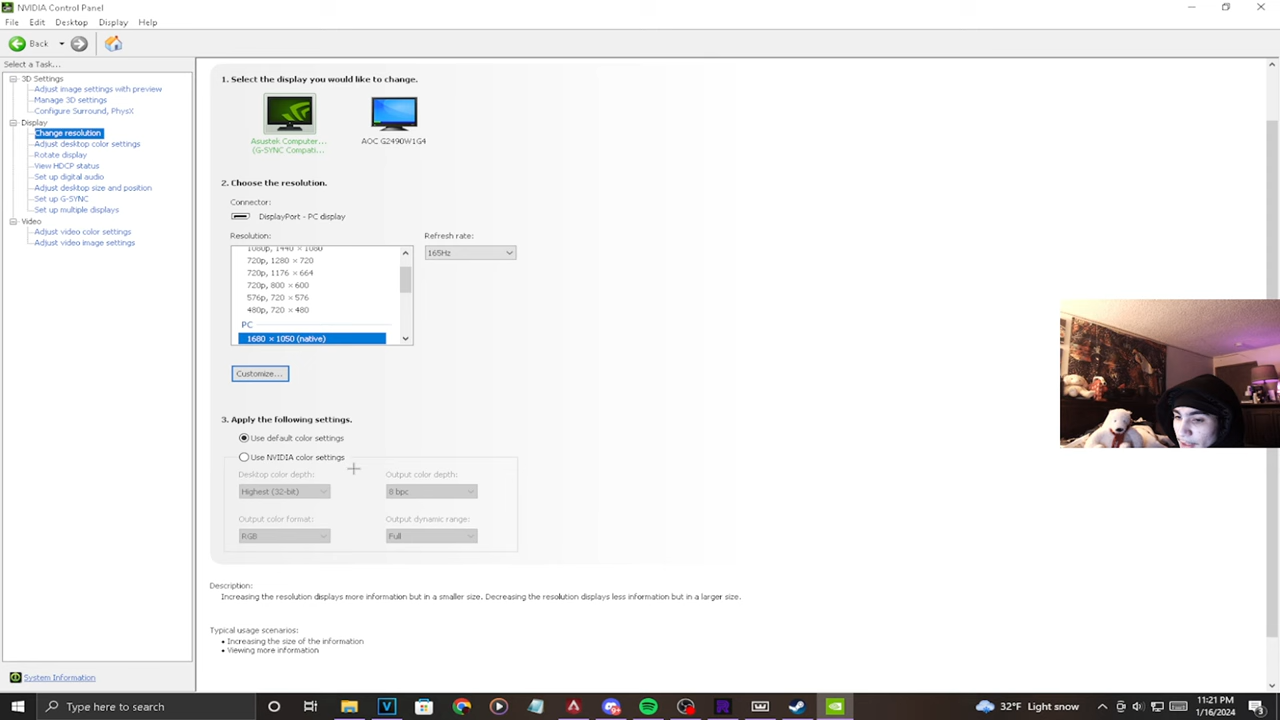 NVIDIA Control Panel
File Edit Desktop Display Help
Back
Select a Task...
3D Settings
Adjust image settings with preview
Manage 3D settings
Configure Surround, PhysX
Display
Change resolution
Adjust desktop color settings
Rotate display
View HDCP status
Set up digital audio
Adjust desktop size and position
Set up G-SYNC
Set up multiple displays
Video
Adjust video color settings
Adjust video image settings
System Information
1. Select the display you would like to change.
Asustek Computer...
(G-SYNC Compati...
AOC G2490W1G4
2. Choose the resolution.
Connector:
DisplayPort - PC display
Resolution:
Refresh rate:
1080p, 1440 × 1080
165Hz
720p, 1280 × 720
720p, 1176 × 664
720p, 800 × 600
576p, 720 × 576
480p, 720 × 480
PC
1680 × 1050 (native)
Customize...
3. Apply the following settings.
Use default color settings
Use NVIDIA color settings
Desktop color depth:
Output color depth:
Highest (32-bit)
8 bpc
Output color format:
Output dynamic range:
RGB
Full
Description:
Increasing the resolution displays more information but in a smaller size. Decreasing the resolution displays less information but in a larger size.
Typical usage scenarios:
• Increasing the size of the information
• Viewing more information
Type here to search
32°F Light snow
11:21 PM
1/16/2024
3